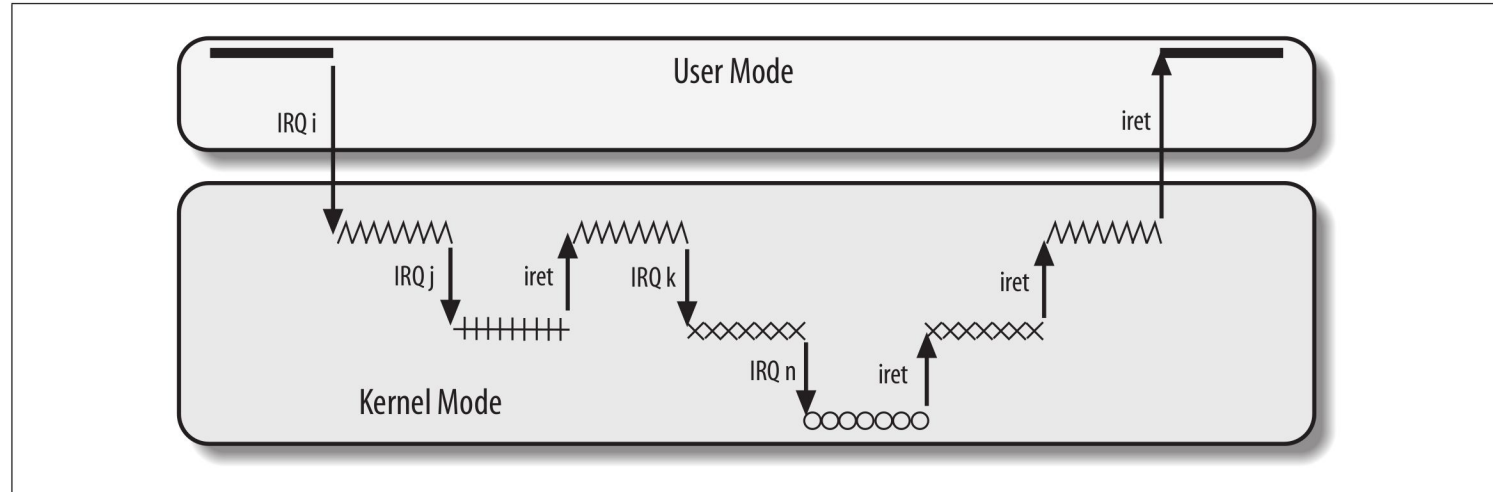 User Mode
IRQ i
iret
IRQ j
iret
IRQ k
iret
IRQ n
iret
Kernel Mode